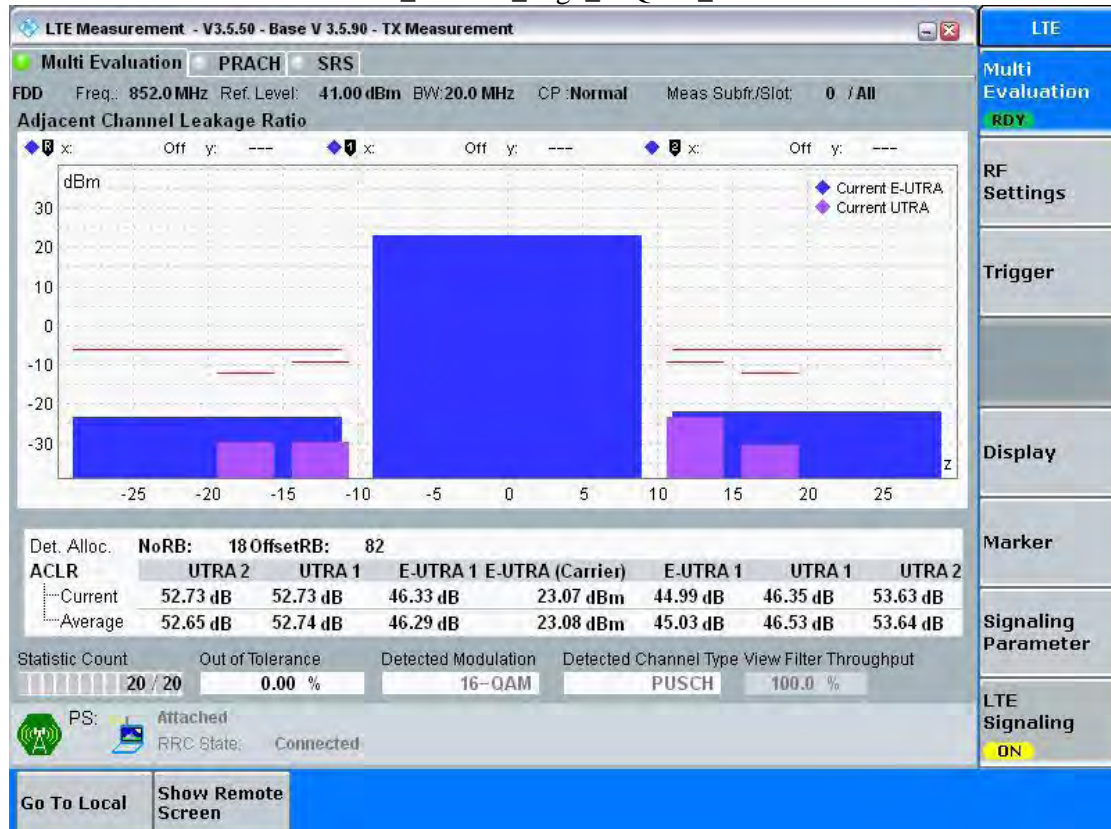 LTE Measurement - V3.5.50 - Base V 3.5.90 - TX Measurement
LTE
Multi Evaluation PRACH SRS
FDD Freq.: 852.0 MHz Ref. Level: 41.00 dBm BW: 20.0 MHz CP :Normal Meas Subfr./Slot: 0 / All
Adjacent Channel Leakage Ratio
x: Off y: --- 1 x: Off y: --- 2 x: Off y: ---
dBm
Current E-UTRA
Current UTRA
30
20
10
0
-10
-20
-30
z
-25 -20 -15 -10 -5 0 5 10 15 20 25
Det. Alloc. NoRB: 18 OffsetRB: 82
ACLR UTRA 2 UTRA 1 E-UTRA 1 E-UTRA (Carrier) E-UTRA 1 UTRA 1 UTRA 2
Current 52.73 dB 52.73 dB 46.33 dB 23.07 dBm 44.99 dB 46.35 dB 53.63 dB
Average 52.65 dB 52.74 dB 46.29 dB 23.08 dBm 45.03 dB 46.53 dB 53.64 dB
Statistic Count Out of Tolerance Detected Modulation Detected Channel Type View Filter Throughput
20 / 20 0.00 % 16-QAM PUSCH 100.0 %
PS: Attached
RRC State: Connected
Go To Local
Show Remote
Screen
Multi
Evaluation
RDY
RF
Settings
Trigger
Display
Marker
Signaling
Parameter
LTE
Signaling
ON